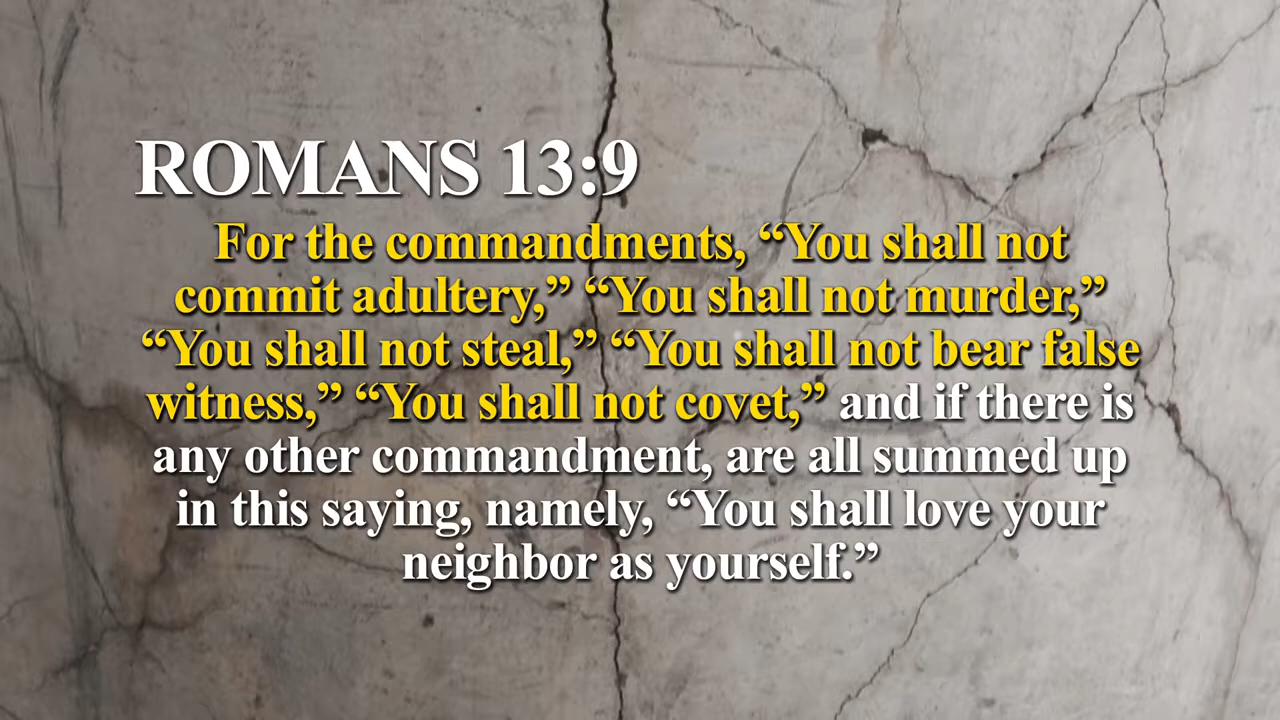 ROMANS 13:9
For the commandments, “You shall not
commit adultery,” “You shall not murder,”
“You shall not steal,” “You shall not bear false
witness,” “You shall not covet,” and if there is
any other commandment, are all summed up
in this saying, namely, “You shall love your
neighbor as yourself.”